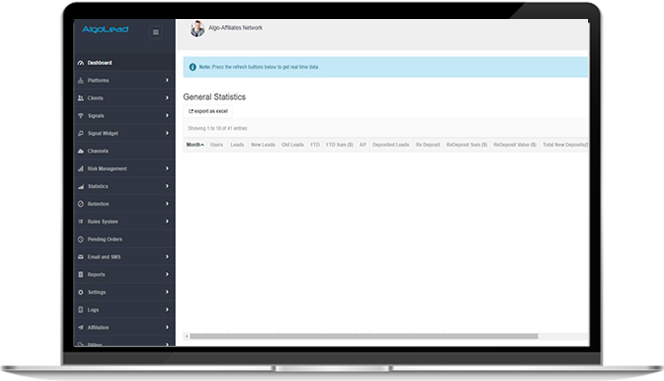 AlgoLead
Algo-Affiliates Network
Dashboard
Platforms
Clients
Signals
Signal Widget
Channels
Risk Management
Statistics
Retention
Rules System
Pending Orders
Email and SMS
Reports
Settings
Logs
Affiliation
Note: Press the refresh buttons below to get real time data.
General Statistics
export as excel
Showing 1 to 10 of 41 entries
Month Users Leads New Leads Old Leads FTD FTD Sum ($) AP Deposited Leads Re Deposit ReDeposit Sum ($) ReDeposit Value ($) Total New Deposits($